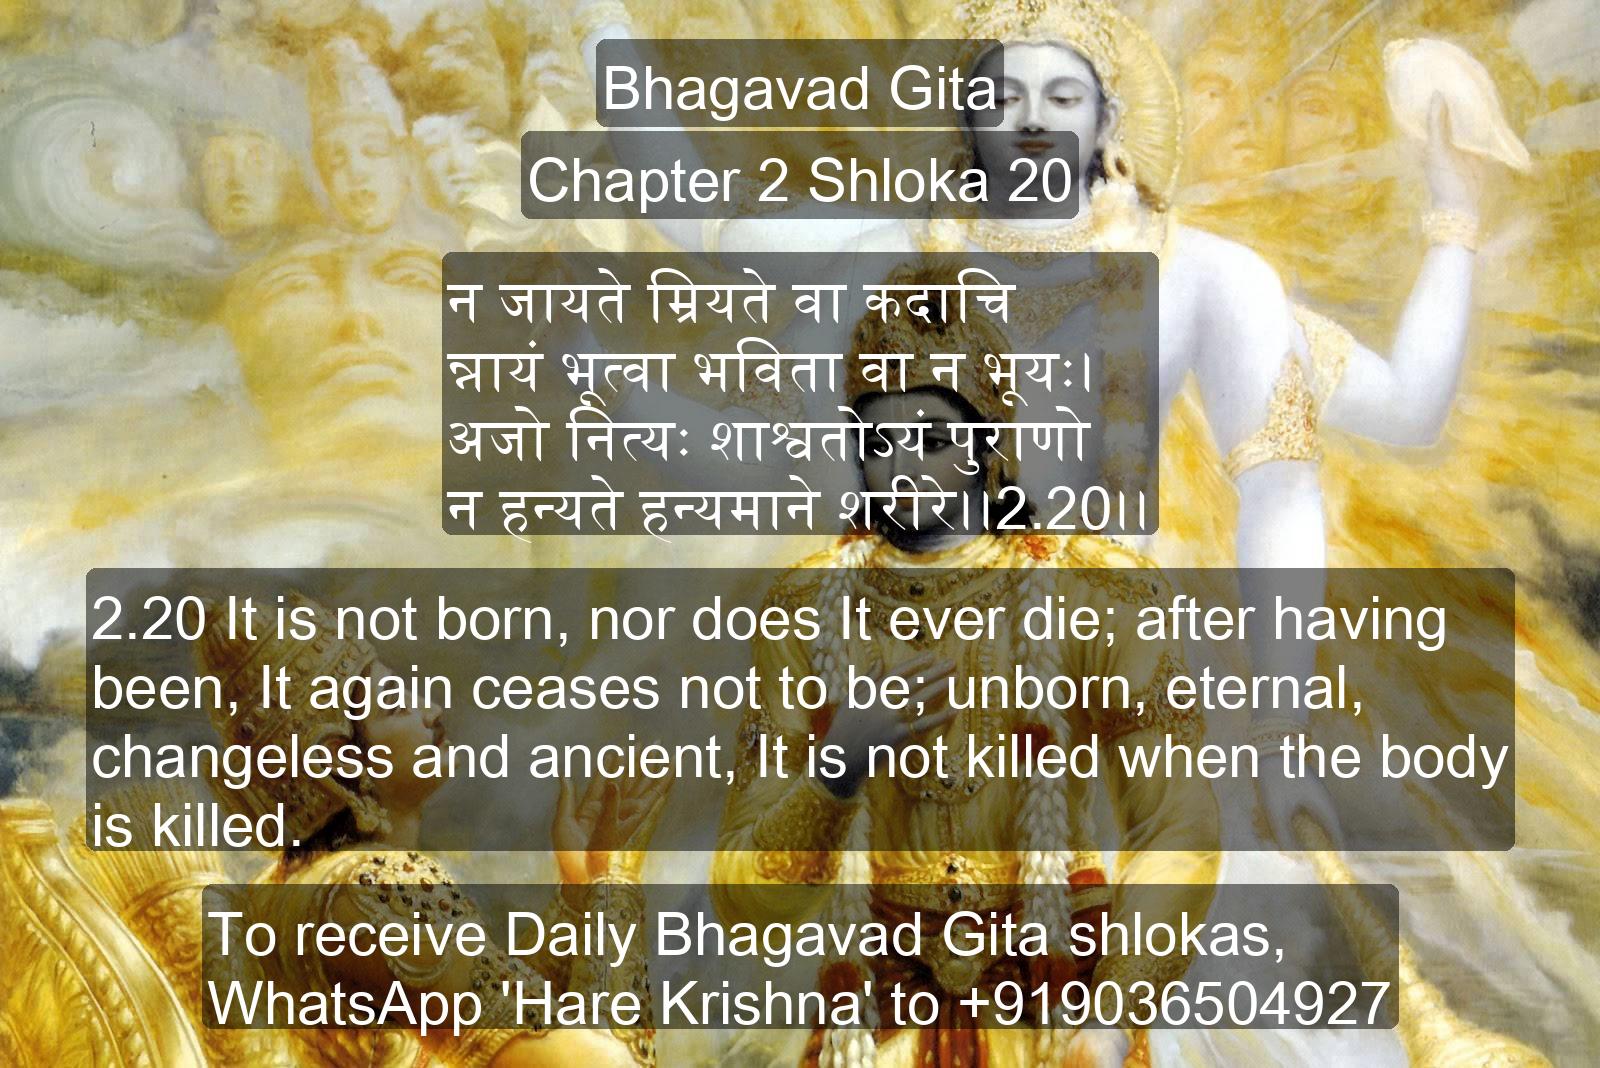 Bhagavad Gita
Chapter 2 Shloka 20
न जायते म्रियते वा कदाचि
न्नायं भूत्वा भविता वा न भूयः।
अजो नित्यः शाश्वतोऽयं पुराणो
न हन्यते हन्यमाने शरीरे।।2.20।।
2.20 It is not born, nor does It ever die; after having
been, It again ceases not to be; unborn, eternal,
changeless and ancient, It is not killed when the body
is killed.
To receive Daily Bhagavad Gita shlokas,
WhatsApp 'Hare Krishna' to +919036504927